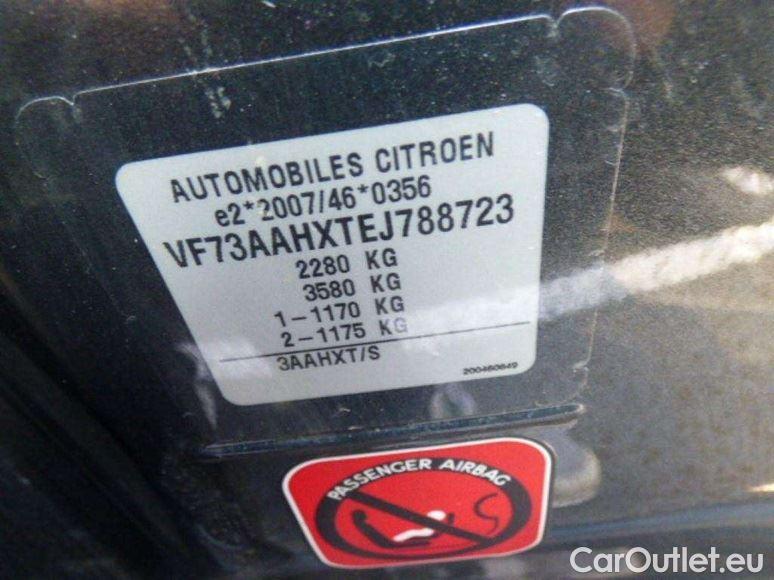 AUTOMOBILES CITROEN
e2*2007/46*0356
VF73AAHXTEJ788723
2280 KG
3580 KG
1-1170 KG
2-1175 KG
3AAHXT/S
200460849
PASSENGER AIRBAG
CarOutlet.eu